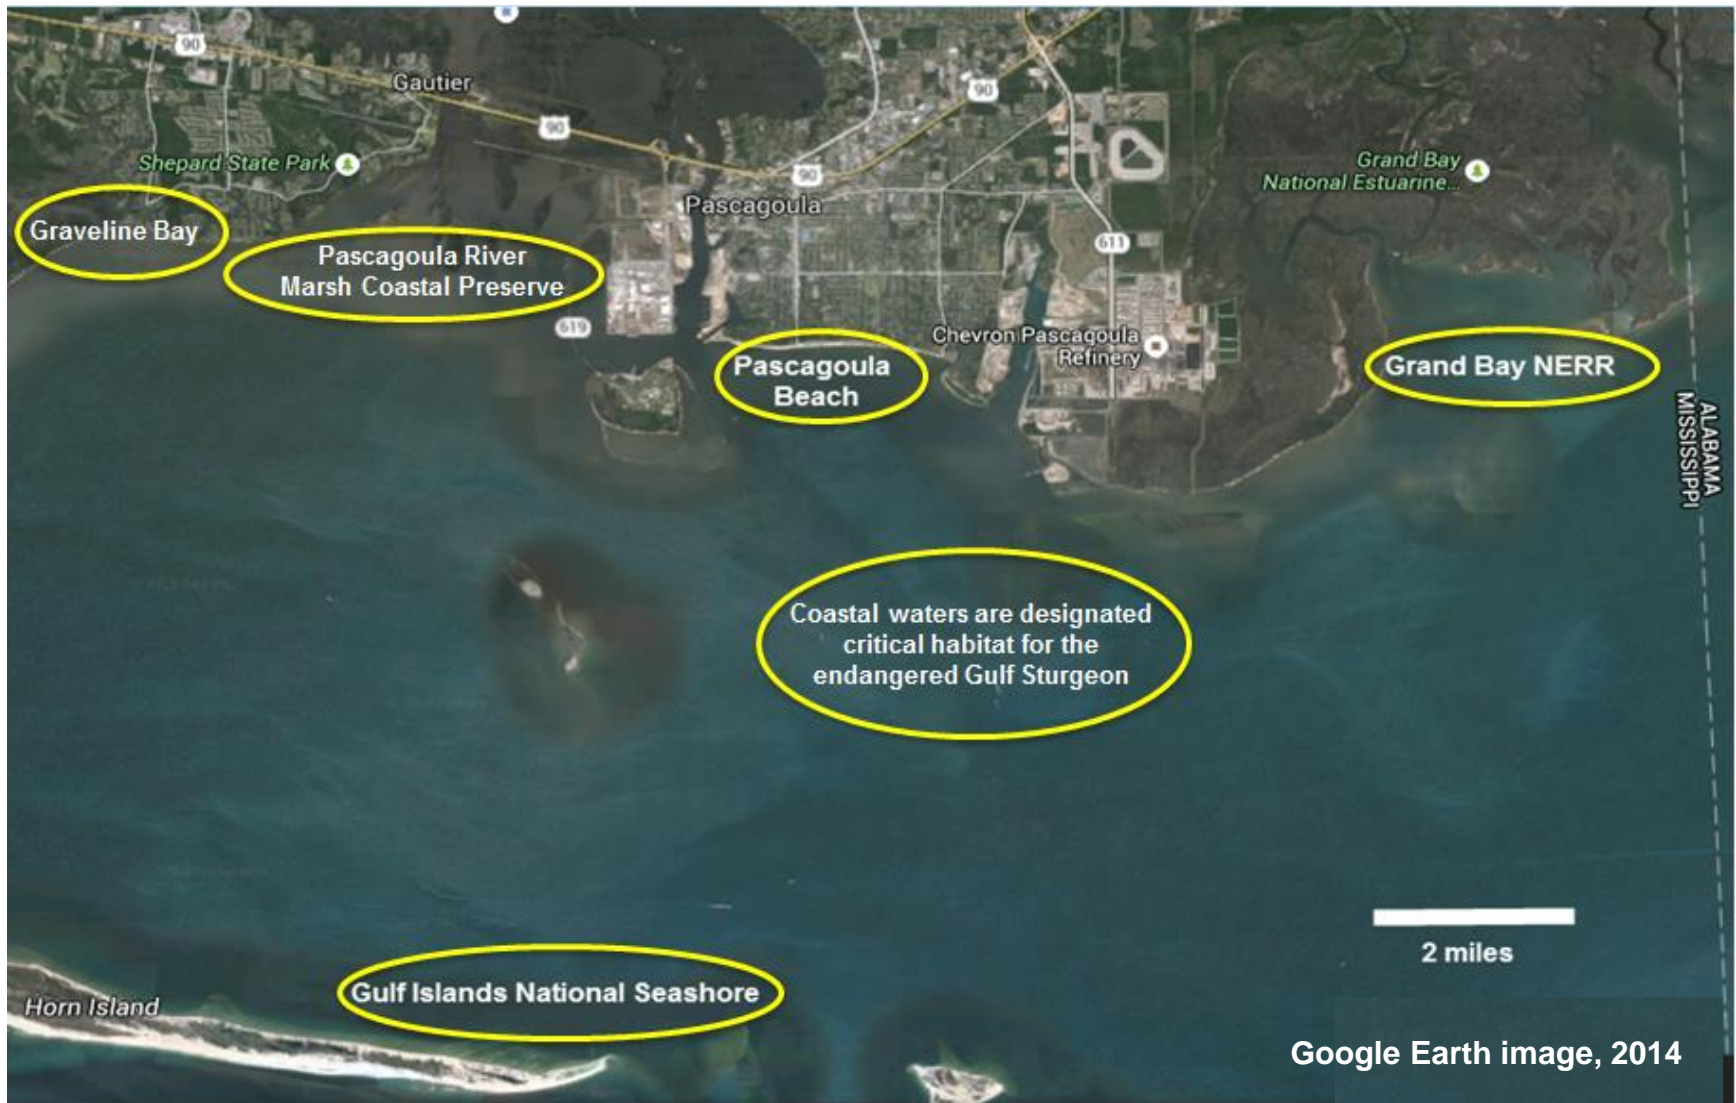 90
Gautier
90
90
Shepard State Park
90
Grand Bay
National Estuarine...
Pascagoula
Graveline Bay
611
Pascagoula River
Marsh Coastal Preserve
619
Chevron Pascagoula
Refinery
Pascagoula
Beach
Grand Bay NERR
ALABAMA
MISSISSIPPI
Coastal waters are designated
critical habitat for the
endangered Gulf Sturgeon
2 miles
Gulf Islands National Seashore
Horn Island
Google Earth image, 2014